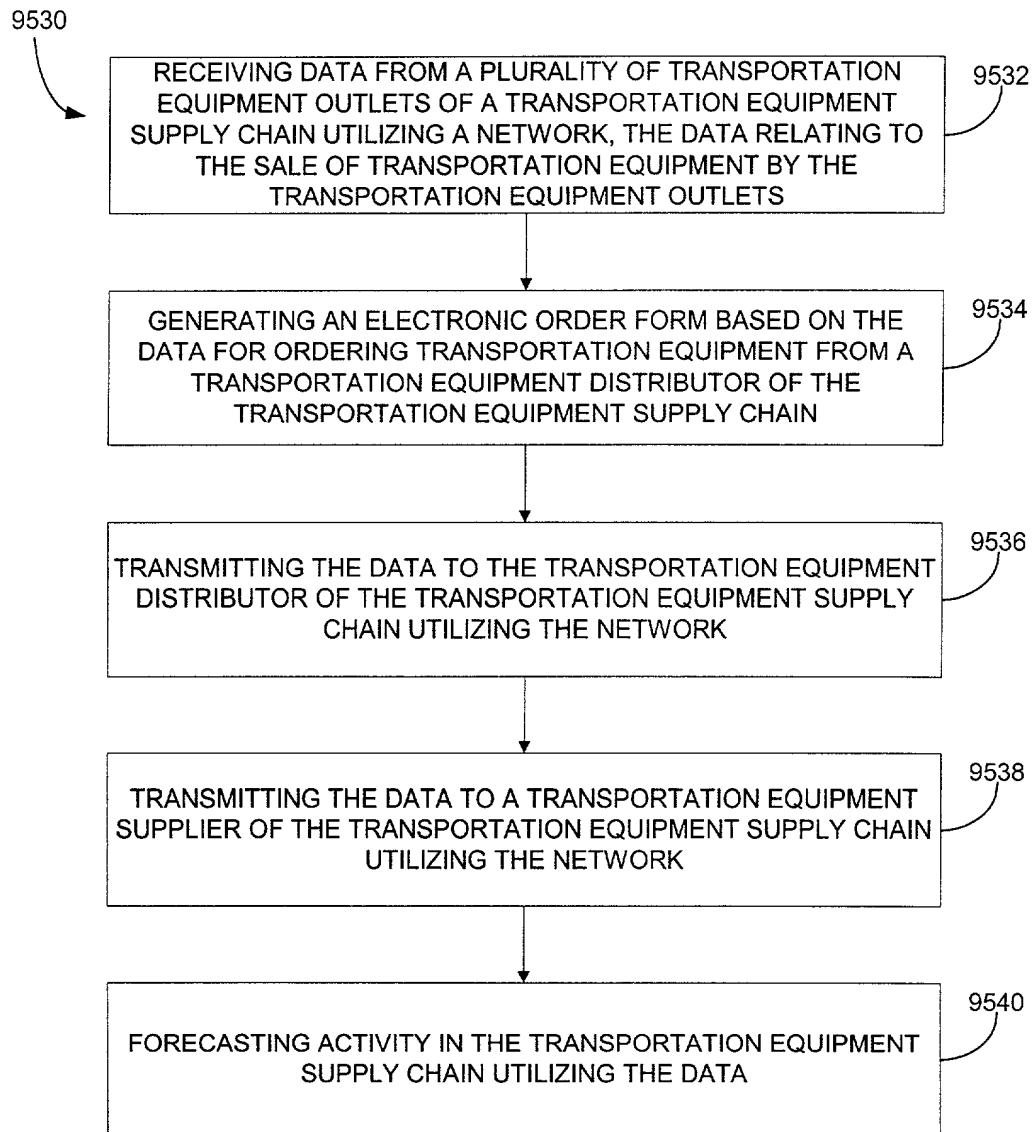 9530
RECEIVING DATA FROM A PLURALITY OF TRANSPORTATION
EQUIPMENT OUTLETS OF A TRANSPORTATION EQUIPMENT
SUPPLY CHAIN UTILIZING A NETWORK, THE DATA RELATING TO
THE SALE OF TRANSPORTATION EQUIPMENT BY THE
TRANSPORTATION EQUIPMENT OUTLETS
9532
GENERATING AN ELECTRONIC ORDER FORM BASED ON THE
DATA FOR ORDERING TRANSPORTATION EQUIPMENT FROM A
TRANSPORTATION EQUIPMENT DISTRIBUTOR OF THE
TRANSPORTATION EQUIPMENT SUPPLY CHAIN
9534
TRANSMITTING THE DATA TO THE TRANSPORTATION EQUIPMENT
DISTRIBUTOR OF THE TRANSPORTATION EQUIPMENT SUPPLY
CHAIN UTILIZING THE NETWORK
9536
TRANSMITTING THE DATA TO A TRANSPORTATION EQUIPMENT
SUPPLIER OF THE TRANSPORTATION EQUIPMENT SUPPLY CHAIN
UTILIZING THE NETWORK
9538
FORECASTING ACTIVITY IN THE TRANSPORTATION EQUIPMENT
SUPPLY CHAIN UTILIZING THE DATA
9540